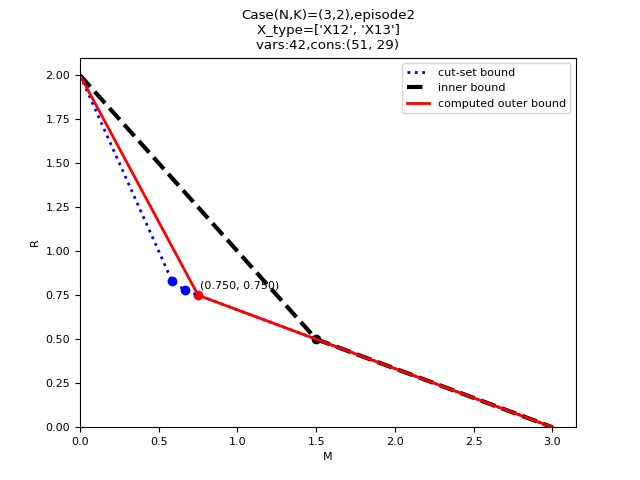 Case(N,K)=(3,2),episode2
X_type=['X12', 'X13']
vars:42,cons:(51, 29)
cut-set bound
inner bound
computed outer bound
2.00
1.75
1.50
1.25
1.00
0.75
0.50
0.25
0.00
R
(0.750, 0.750)
0.0
0.5
1.0
1.5
2.0
2.5
3.0
M